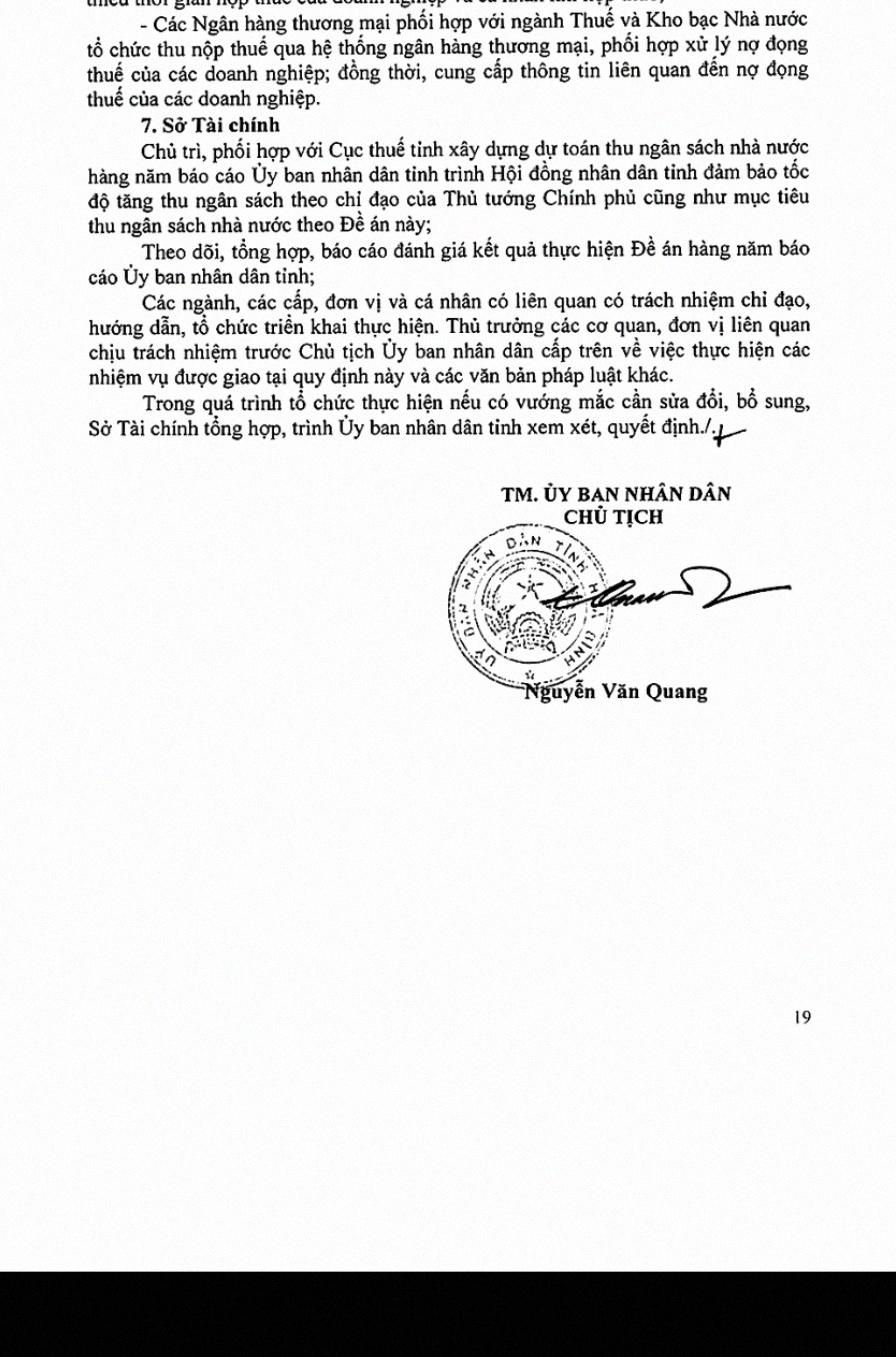 - Các Ngân hàng thương mại phối hợp với ngành Thuế và Kho bạc Nhà nước
tổ chức thu nộp thuế qua hệ thống ngân hàng thương mại, phối hợp xử lý nợ đọng
thuế của các doanh nghiệp; đồng thời, cung cấp thông tin liên quan đến nợ đọng
thuế của các doanh nghiệp.
7. Sở Tài chính
Chủ trì, phối hợp với Cục thuế tỉnh xây dựng dự toán thu ngân sách nhà nước
hàng năm báo cáo Ủy ban nhân dân tỉnh trình Hội đồng nhân dân tỉnh đảm bảo tốc
độ tăng thu ngân sách theo chỉ đạo của Thủ tướng Chính phủ cũng như mục tiêu
thu ngân sách nhà nước theo Đề án này;
Theo dõi, tổng hợp, báo cáo đánh giá kết quả thực hiện Đề án hàng năm báo
cáo Ủy ban nhân dân tỉnh;
Các ngành, các cấp, đơn vị và cá nhân có liên quan có trách nhiệm chỉ đạo,
hướng dẫn, tổ chức triển khai thực hiện. Thủ trưởng các cơ quan, đơn vị liên quan
chịu trách nhiệm trước Chủ tịch Ủy ban nhân dân cấp trên về việc thực hiện các
nhiệm vụ được giao tại quy định này và các văn bản pháp luật khác.
Trong quá trình tổ chức thực hiện nếu có vướng mắc cần sửa đổi, bổ sung,
Sở Tài chính tổng hợp, trình Ủy ban nhân dân tỉnh xem xét, quyết định./.
TM. ỦY BAN NHÂN DÂN
CHỦ TỊCH
ỦY BAN NHÂN DÂN TỈNH BÌNH
Nguyễn Văn Quang
19